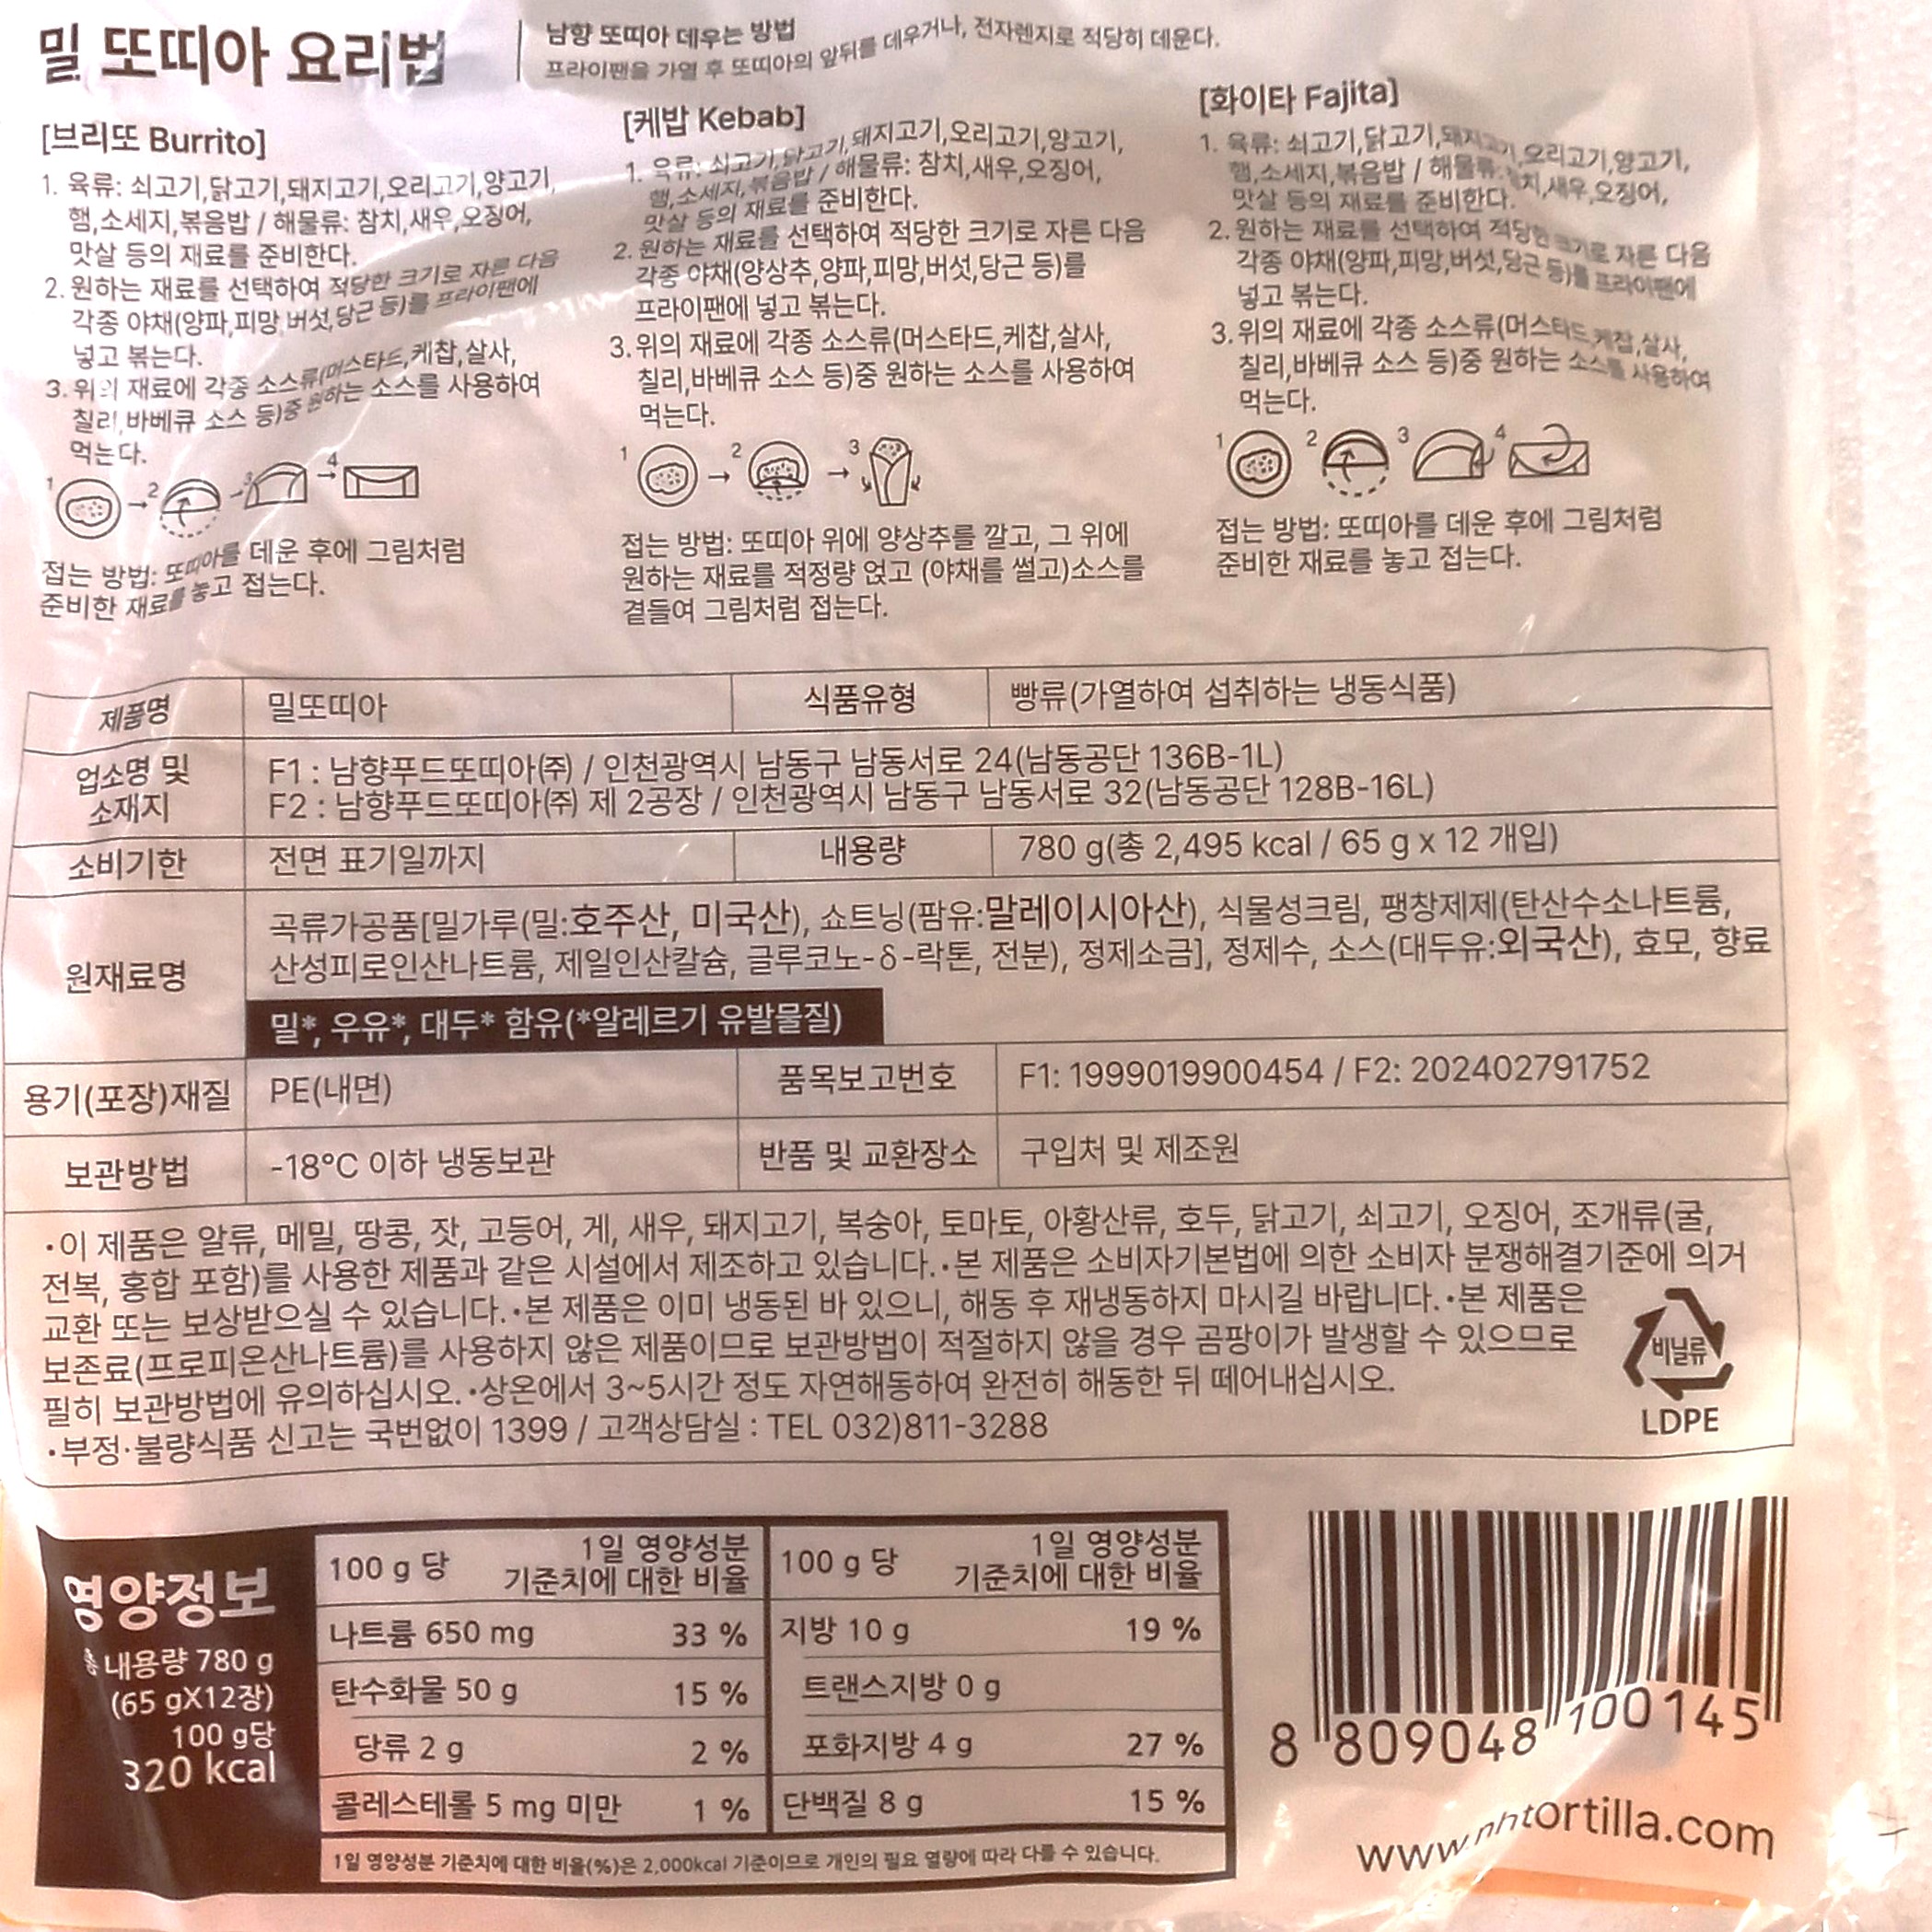 밀 또띠아 요리법
남향 또띠아 데우는 방법
프라이팬을 가열 후 또띠아의 앞뒤를 데우거나, 전자렌지로 적당히 데운다.
[브리또 Burrito]
1. 육류: 쇠고기,닭고기,돼지고기,오리고기,양고기,
햄,소세지,볶음밥 / 해물류: 참치,새우,오징어,
맛살 등의 재료를 준비한다.
2. 원하는 재료를 선택하여 적당한 크기로 자른 다음
각종 야채(양파,피망,버섯,당근 등)를 프라이팬에
넣고 볶는다.
3. 위의 재료에 각종 소스류(머스타드,케찹,살사,
칠리,바베큐 소스 등)중 원하는 소스를 사용하여
먹는다.
1 2 3 4
접는 방법: 또띠아를 데운 후에 그림처럼
준비한 재료를 놓고 접는다.
[케밥 Kebab]
1. 육류: 쇠고기,닭고기,돼지고기,오리고기,양고기,
햄,소세지,볶음밥 / 해물류: 참치,새우,오징어,
맛살 등의 재료를 준비한다.
2. 원하는 재료를 선택하여 적당한 크기로 자른 다음
각종 야채(양상추,양파,피망,버섯,당근 등)를
프라이팬에 넣고 볶는다.
3. 위의 재료에 각종 소스류(머스타드,케찹,살사,
칠리,바베큐 소스 등)중 원하는 소스를 사용하여
먹는다.
1 2 3
접는 방법: 또띠아 위에 양상추를 깔고, 그 위에
원하는 재료를 적정량 얹고 (야채를 썰고)소스를
곁들여 그림처럼 접는다.
[화이타 Fajita]
1. 육류: 쇠고기,닭고기,돼지고기,오리고기,양고기,
햄,소세지,볶음밥 / 해물류: 참치,새우,오징어,
맛살 등의 재료를 준비한다.
2. 원하는 재료를 선택하여 적당한 크기로 자른 다음
각종 야채(양파,피망,버섯,당근 등)를 프라이팬에
넣고 볶는다.
3. 위의 재료에 각종 소스류(머스타드,케찹,살사,
칠리,바베큐 소스 등)중 원하는 소스를 사용하여
먹는다.
1 2 3 4
접는 방법: 또띠아를 데운 후에 그림처럼
준비한 재료를 놓고 접는다.
제품명 밀또띠아 식품유형 빵류(가열하여 섭취하는 냉동식품)
업소명 및
소재지
F1 : 남향푸드또띠아(주) / 인천광역시 남동구 남동서로 24(남동공단 136B-1L)
F2 : 남향푸드또띠아(주) 제 2공장 / 인천광역시 남동구 남동서로 32(남동공단 128B-16L)
소비기한 전면 표기일까지 내용량 780 g(총 2,495 kcal / 65 g x 12 개입)
원재료명
곡류가공품[밀가루(밀:호주산, 미국산), 쇼트닝(팜유:말레이시아산), 식물성크림, 팽창제제(탄산수소나트륨,
산성피로인산나트륨, 제일인산칼슘, 글루코노-δ-락톤, 전분), 정제소금], 정제수, 소스(대두유:외국산), 효모, 향료
밀*, 우유*, 대두* 함유(*알레르기 유발물질)
용기(포장)재질 PE(내면) 품목보고번호 F1: 1999019900454 / F2: 202402791752
보관방법 -18°C 이하 냉동보관 반품 및 교환장소 구입처 및 제조원
•이 제품은 알류, 메밀, 땅콩, 잣, 고등어, 게, 새우, 돼지고기, 복숭아, 토마토, 아황산류, 호두, 닭고기, 쇠고기, 오징어, 조개류(굴,
전복, 홍합 포함)를 사용한 제품과 같은 시설에서 제조하고 있습니다.•본 제품은 소비자기본법에 의한 소비자 분쟁해결기준에 의거
교환 또는 보상받으실 수 있습니다.•본 제품은 이미 냉동된 바 있으니, 해동 후 재냉동하지 마시길 바랍니다.•본 제품은
보존료(프로피온산나트륨)를 사용하지 않은 제품이므로 보관방법이 적절하지 않을 경우 곰팡이가 발생할 수 있으므로
필히 보관방법에 유의하십시오.•상온에서 3~5시간 정도 자연해동하여 완전히 해동한 뒤 떼어내십시오.
•부정·불량식품 신고는 국번없이 1399 / 고객상담실 : TEL 032)811-3288
비닐류
LDPE
영양정보
총 내용량 780 g
(65 gX12장)
100 g당
320 kcal
100 g 당 1일 영양성분 기준치에 대한 비율 100 g 당 1일 영양성분 기준치에 대한 비율
나트륨 650 mg 33 % 지방 10 g 19 %
탄수화물 50 g 15 % 트랜스지방 0 g
당류 2 g 2 % 포화지방 4 g 27 %
콜레스테롤 5 mg 미만 1 % 단백질 8 g 15 %
1일 영양성분 기준치에 대한 비율(%)은 2,000kcal 기준이므로 개인의 필요 열량에 따라 다를 수 있습니다.
8 809048 100145
www.nhtortilla.com